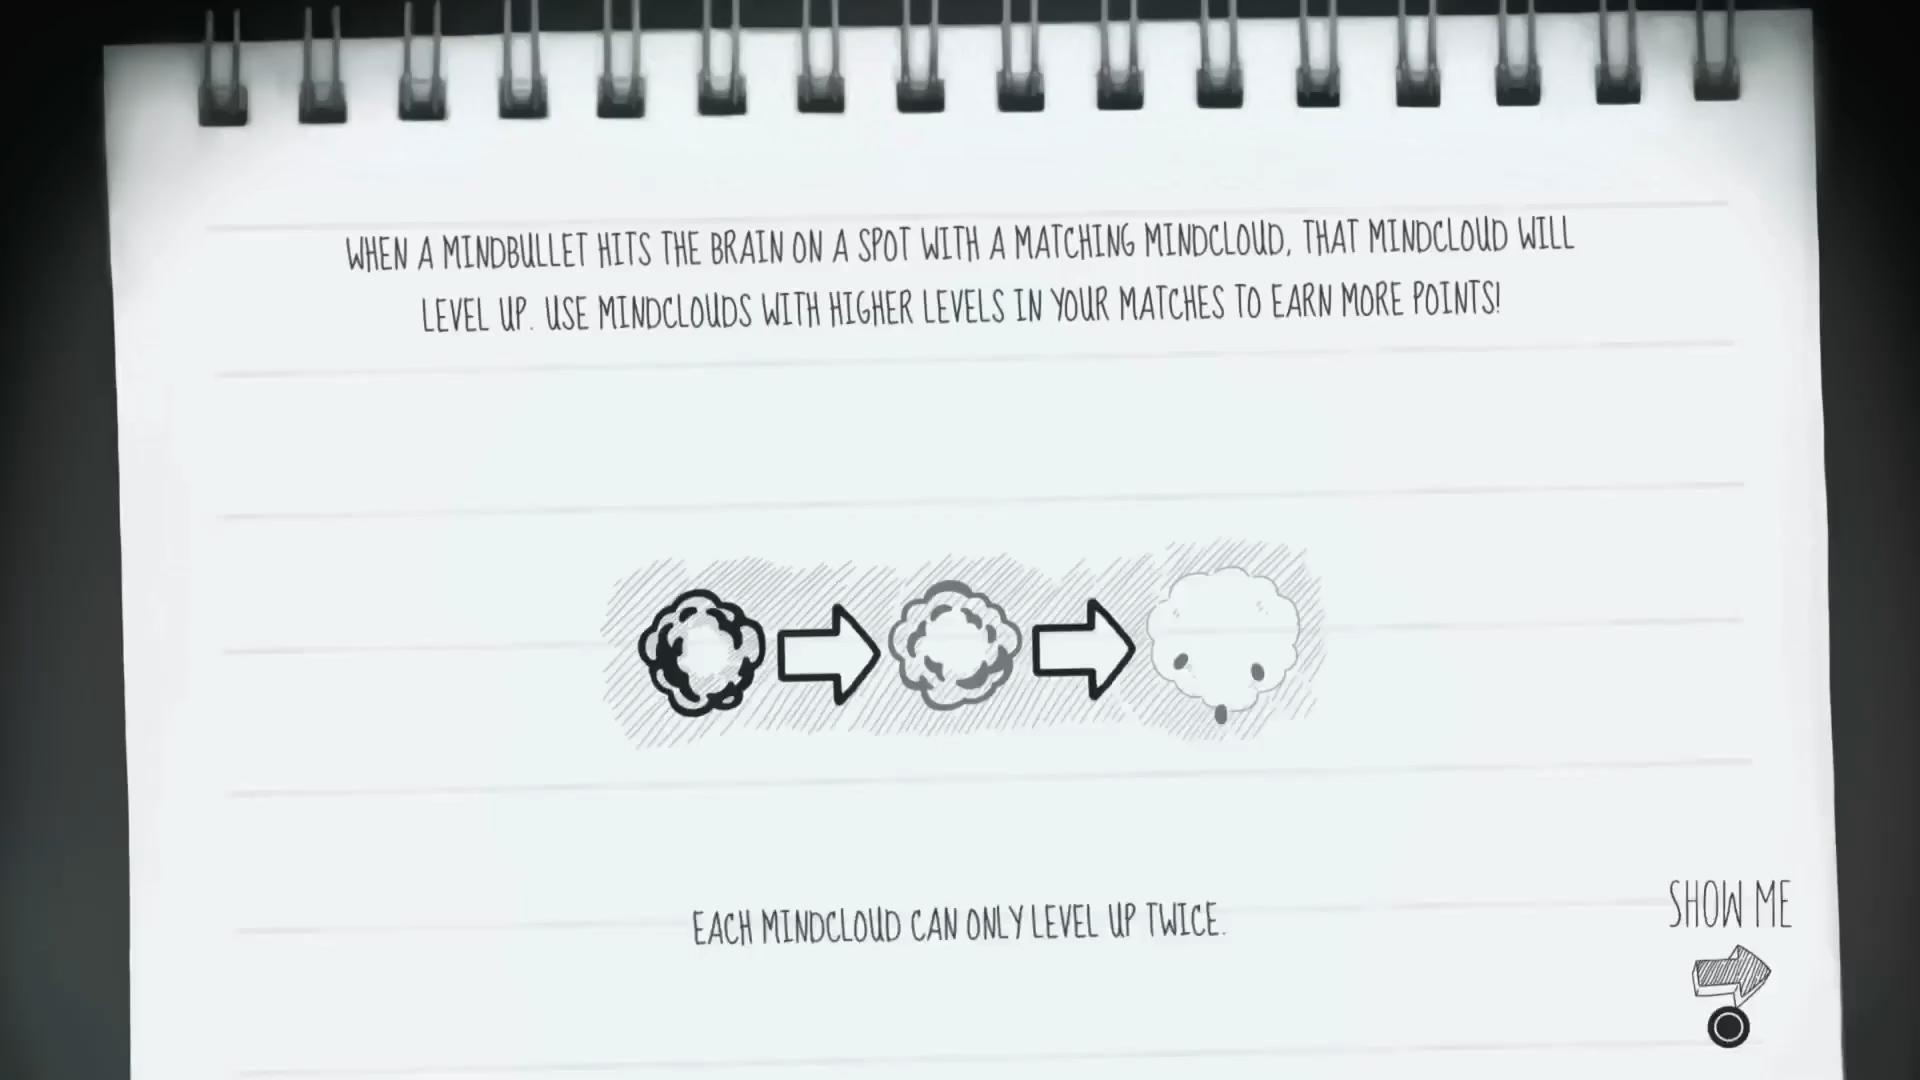 WHEN A MINDBULLET HITS THE BRAIN ON A SPOT WITH A MATCHING MINDCLOUD, THAT MINDCLOUD WILL
LEVEL UP. USE MINDCLOUDS WITH HIGHER LEVELS IN YOUR MATCHES TO EARN MORE POINTS!
EACH MINDCLOUD CAN ONLY LEVEL UP TWICE.
SHOW ME